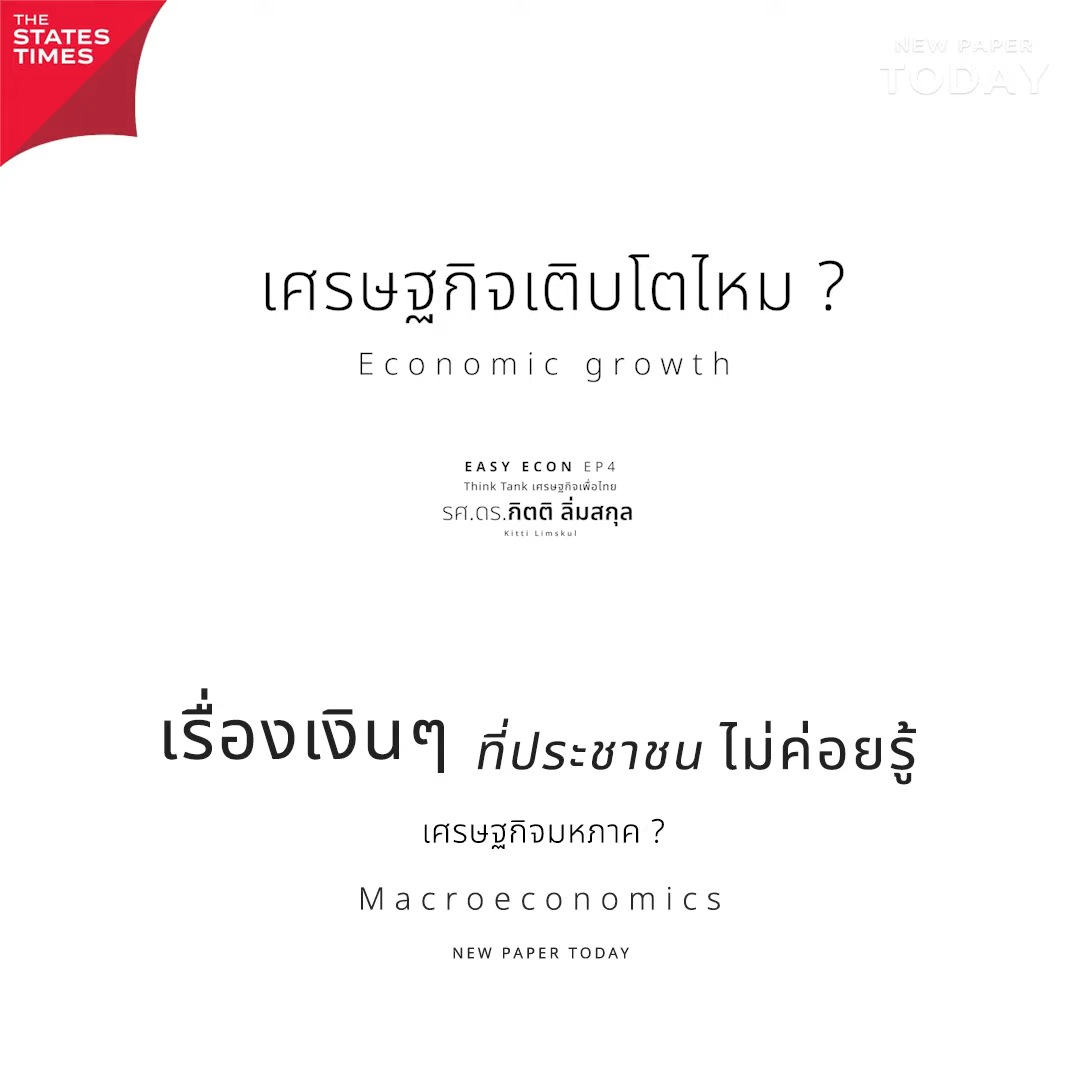 THE
STATES
TIMES
NEW PAPER
TODAY
เศรษฐกิจเติบโตไหม ?
Economic growth
EASY ECON EP4
Think Tank เศรษฐกิจเพื่อไทย
รศ.ดร.กิตติ ลิ่มสกุล
Kitti Limskul
เรื่องเงินๆ ที่ประชาชน ไม่ค่อยรู้
เศรษฐกิจมหภาค ?
Macroeconomics
NEW PAPER TODAY